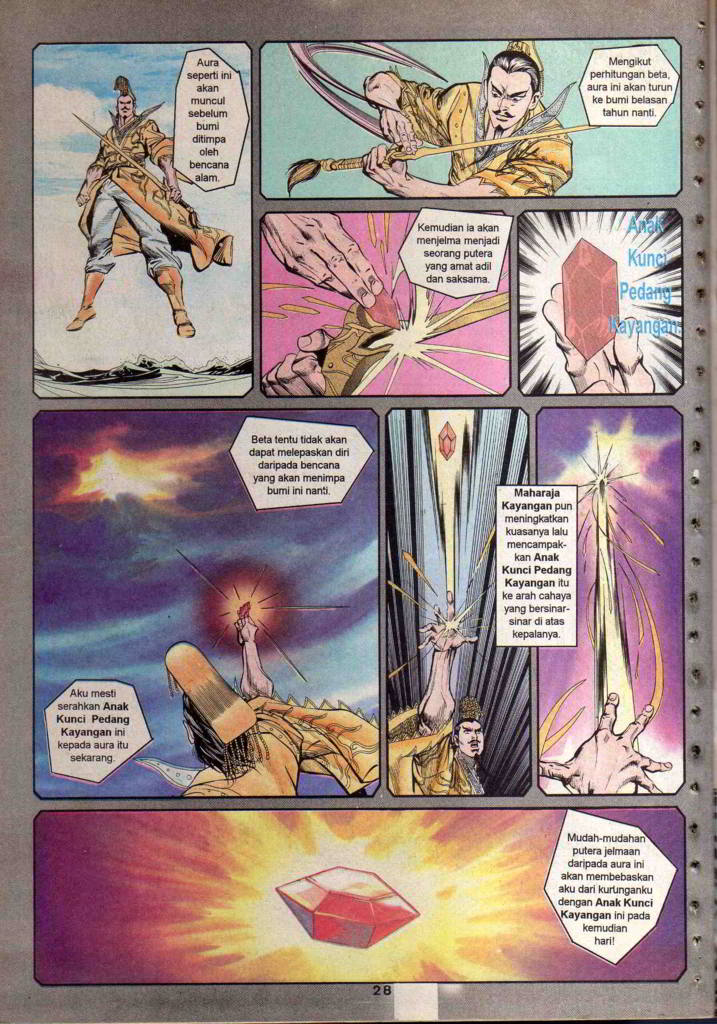 Aura
seperti ini
akan
muncul
sebelum
bumi
ditimpa
oleh
bencana
alam.
Mengikut
perhitungan beta,
aura ini akan turun
ke bumi belasan
tahun nanti.
Kemudian ia akan
menjelma menjadi
seorang putera
yang amat adil
dan saksama.
Anak
Kunci
Pedang
Kayangan
Beta tentu tidak akan
dapat melepaskan diri
daripada bencana
yang akan menimpa
bumi ini nanti.
Aku mesti
serahkan Anak
Kunci Pedang
Kayangan ini
kepada aura itu
sekarang.
Maharaja
Kayangan pun
meningkatkan
kuasanya lalu
mencampak-
kan Anak
Kunci Pedang
Kayangan itu
ke arah cahaya
yang bersinar-
sinar di atas
kepalanya.
Mudah-mudahan
putera jelmaan
daripada aura ini
akan membebaskan
aku dari kurunganku
dengan Anak Kunci
Kayangan ini pada
kemudian
hari!
28